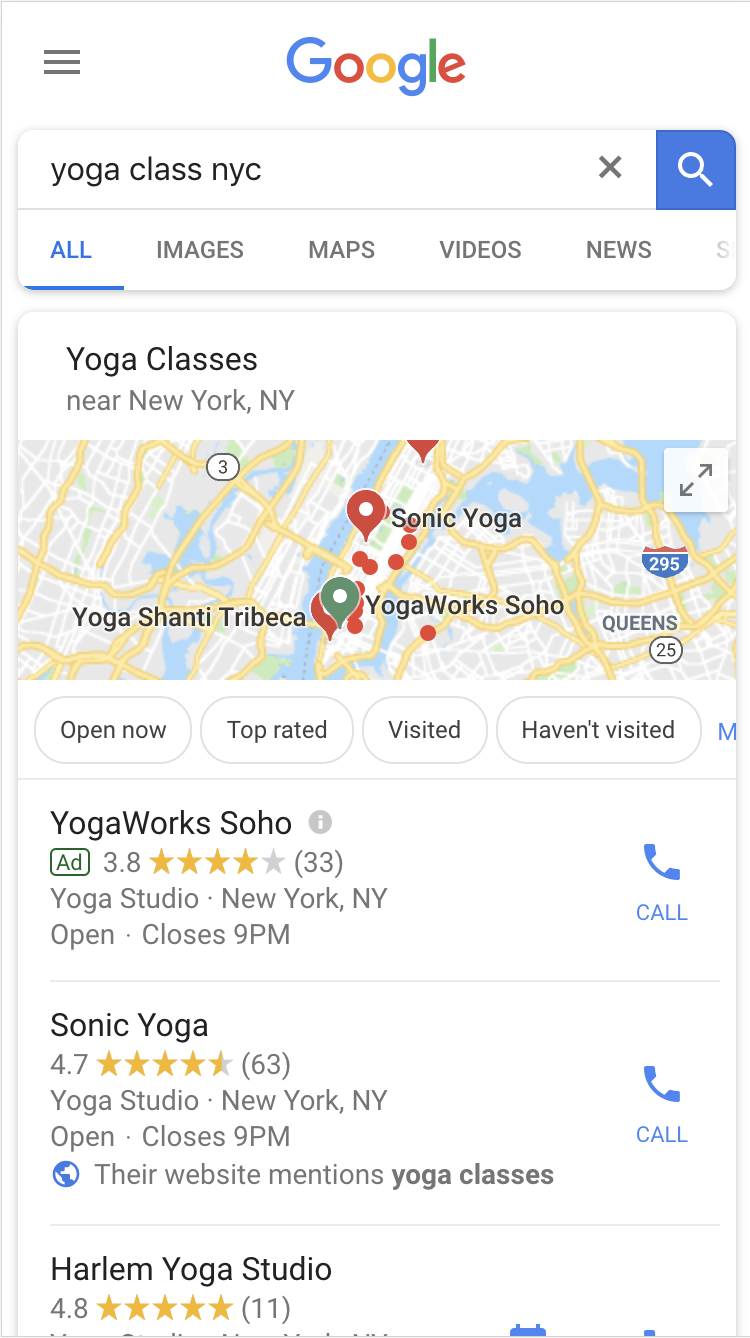 Google
yoga class nyc
ALL IMAGES MAPS VIDEOS NEWS
Yoga Classes
near New York, NY
3
Sonic Yoga
295
Yoga Shanti Tribeca
YogaWorks Soho
QUEENS
25
Open now Top rated Visited Haven't visited
YogaWorks Soho
Ad 3.8 (33)
Yoga Studio · New York, NY
Open · Closes 9PM
CALL
Sonic Yoga
4.7 (63)
Yoga Studio · New York, NY
Open · Closes 9PM
CALL
Their website mentions yoga classes
Harlem Yoga Studio
4.8 (11)